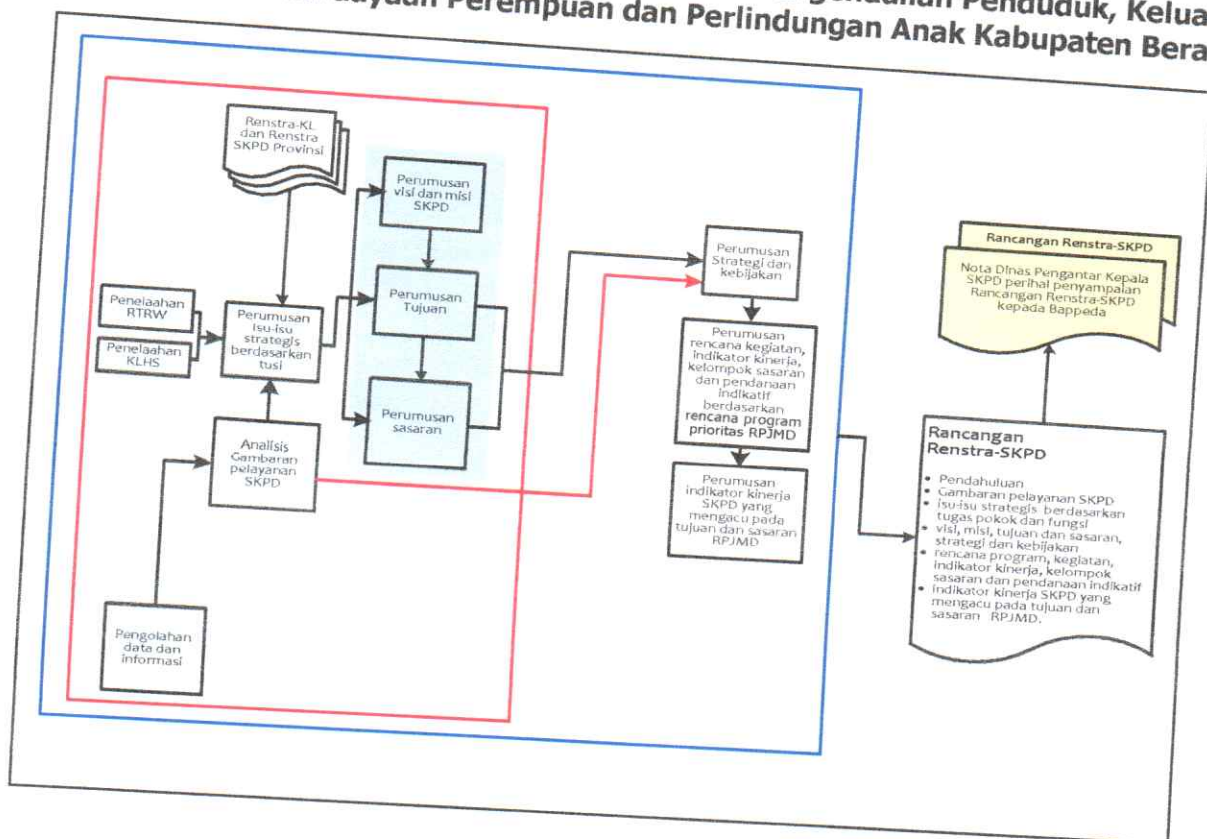 Penduduk, Kelua
Perempuan dan Perlindungan Anak Kabupaten Bera
Renstra-KL
dan Renstra
SKPD Provinsi
Perumusan
visi dan misi
SKPD
Perumusan
Tujuan
Perumusan
sasaran
Penelaahan
RTRW
Penelaahan
KLHS
Perumusan
Isu-isu
strategis
berdasarkan
tusi
Analisis
Gambaran
pelayanan
SKPD
Pengolahan
data dan
informasi
Perumusan
Strategi dan
kebijakan
Perumusan
rencana kegiatan,
indikator kinerja,
kelompok sasaran
dan pendanaan
indikatif
berdasarkan
rencana program
prioritas RPJMD
Perumusan
indikator kinerja
SKPD yang
mengacu pada
tujuan dan sasaran
RPJMD
Rancangan Renstra-SKPD
Nota Dinas Pengantar Kepala
SKPD perihal penyampaian
Rancangan Renstra-SKPD
kepada Bappeda
Rancangan
Renstra-SKPD
• Pendahuluan
• Gambaran pelayanan SKPD
• isu-isu strategis berdasarkan
tugas pokok dan fungsi
• visi, misi, tujuan dan sasaran,
strategi dan kebijakan
• rencana program, kegiatan,
indikator kinerja, kelompok
sasaran dan pendanaan indikatif
• indikator kinerja SKPD yang
mengacu pada tujuan dan
sasaran RPJMD.